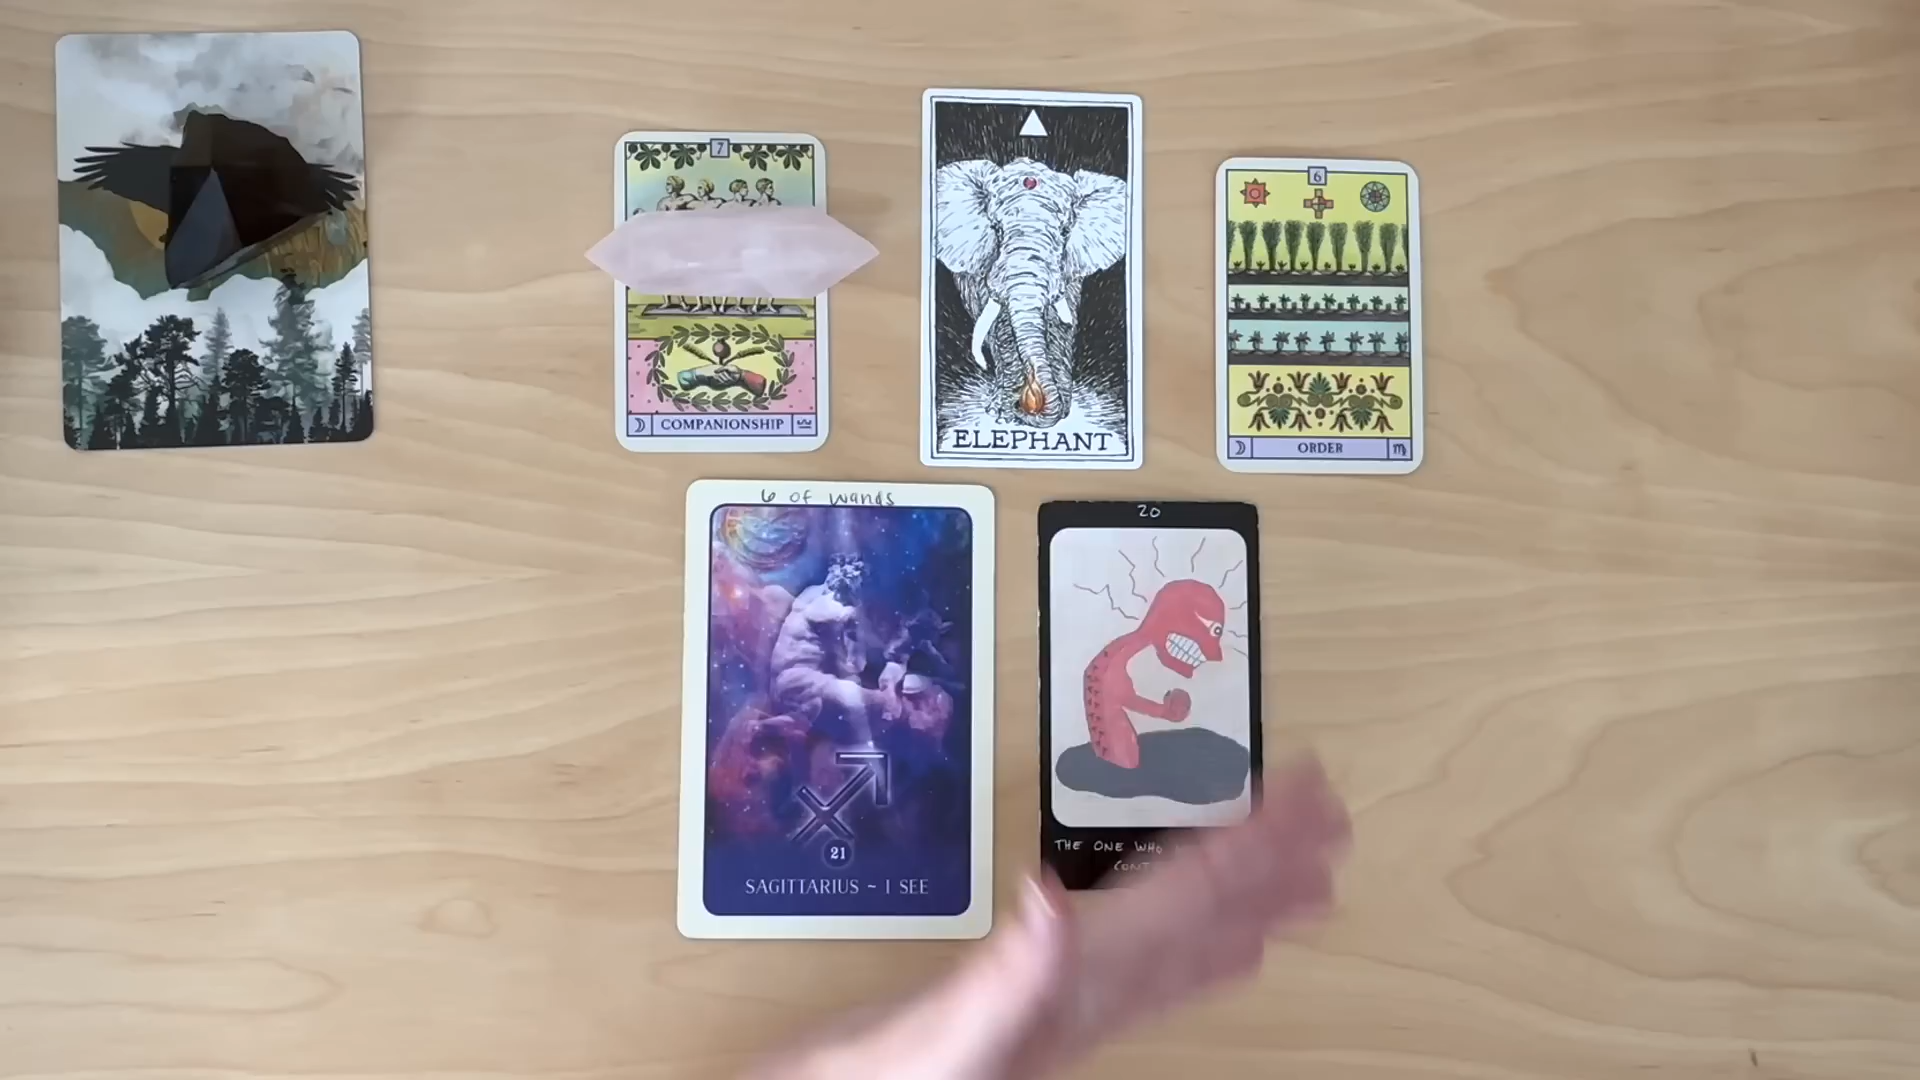 7
COMPANIONSHIP
ELEPHANT
6
ORDER
6 of wands
21
SAGITTARIUS ~ I SEE
20
THE ONE WHO